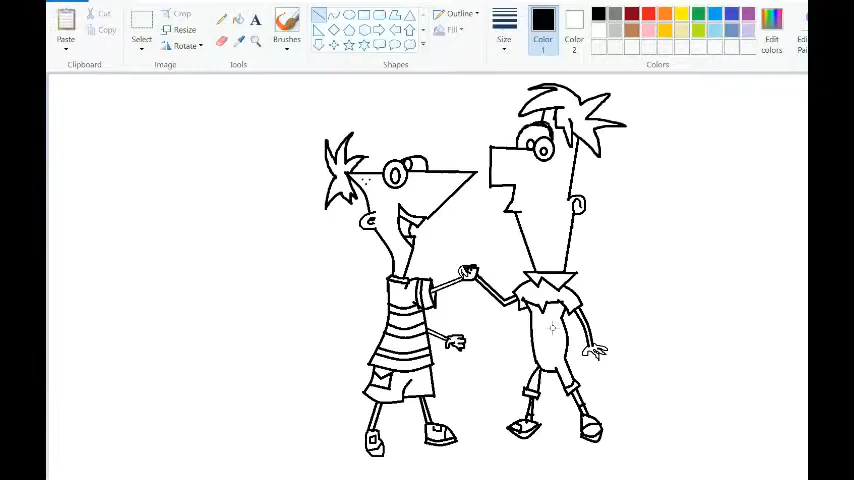 Paste
Cut
Copy
Clipboard
Select
Crop
Resize
Rotate
Image
A
Tools
Brushes
Shapes
Outline
Fill
Size
Color
1
Color
2
Colors
Edit
colors